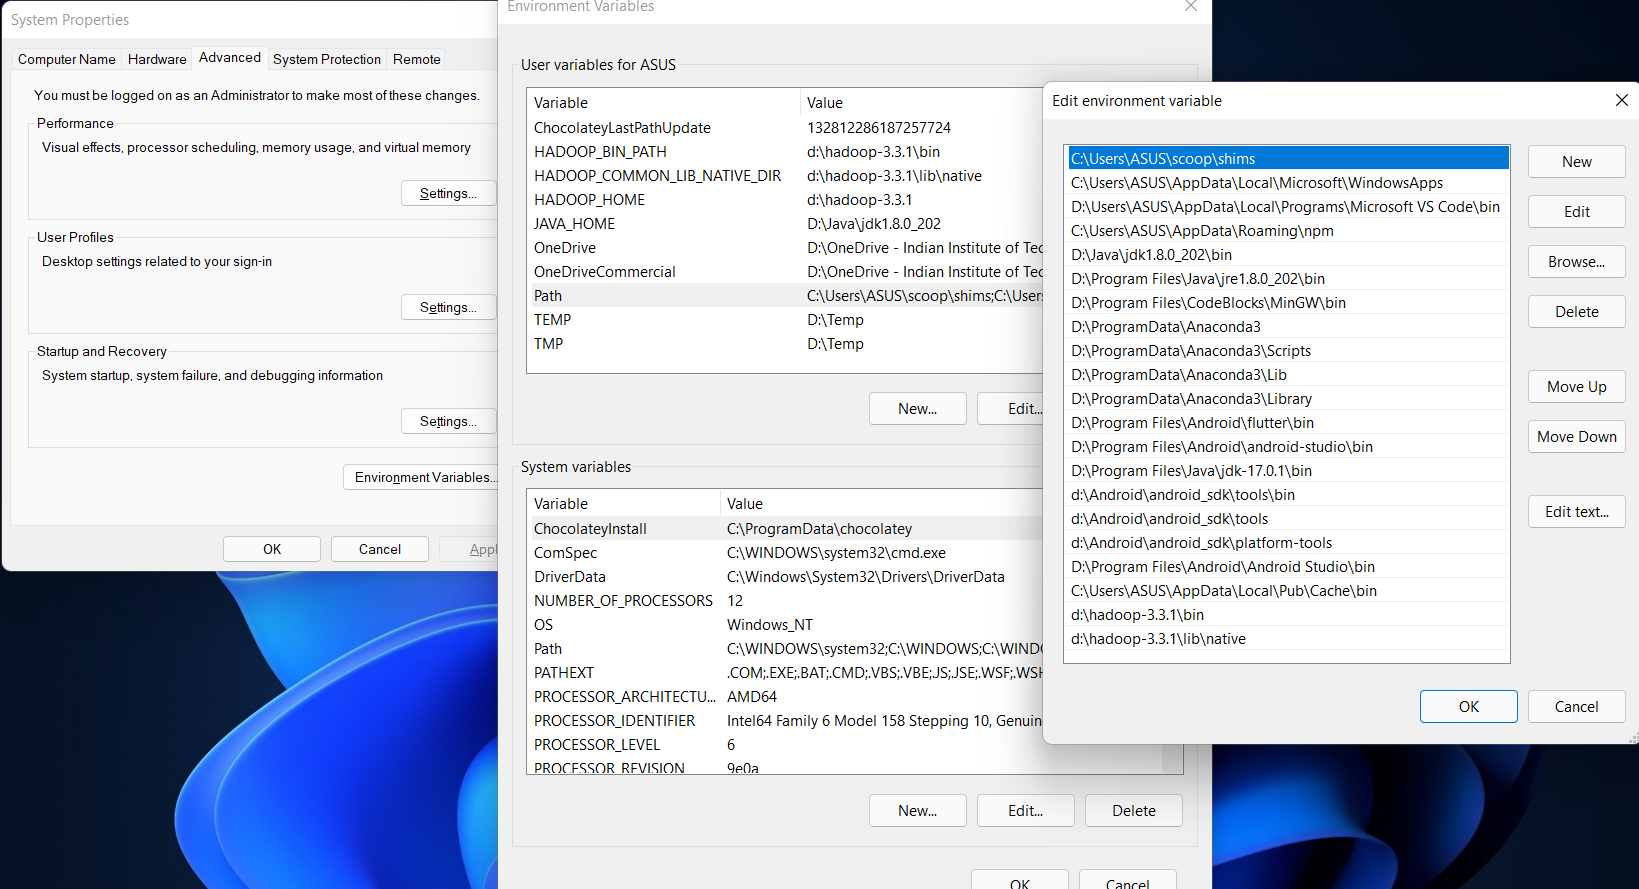 System Properties
Computer Name
Hardware
Advanced
System Protection
Remote
You must be logged on as an Administrator to make most of these changes.
Performance
Visual effects, processor scheduling, memory usage, and virtual memory
Settings...
User Profiles
Desktop settings related to your sign-in
Settings...
Startup and Recovery
System startup, system failure, and debugging information
Settings...
Environment Variables...
OK
Cancel
Appl
Environment Variables
User variables for ASUS
Variable Value
ChocolateyLastPathUpdate 132812286187257724
HADOOP_BIN_PATH d:\hadoop-3.3.1\bin
HADOOP_COMMON_LIB_NATIVE_DIR d:\hadoop-3.3.1\lib\native
HADOOP_HOME d:\hadoop-3.3.1
JAVA_HOME D:\Java\jdk1.8.0_202
OneDrive D:\OneDrive - Indian Institute of Tec
OneDriveCommercial D:\OneDrive - Indian Institute of Tec
Path C:\Users\ASUS\scoop\shims;C:\Users
TEMP D:\Temp
TMP D:\Temp
New...
Edit...
System variables
Variable Value
ChocolateyInstall C:\ProgramData\chocolatey
ComSpec C:\WINDOWS\system32\cmd.exe
DriverData C:\Windows\System32\Drivers\DriverData
NUMBER_OF_PROCESSORS 12
OS Windows_NT
Path C:\WINDOWS\system32;C:\WINDOWS;C:\WIND
PATHEXT .COM;.EXE;.BAT;.CMD;.VBS;.VBE;.JS;.JSE;.WSF;.WSH
PROCESSOR_ARCHITECTU... AMD64
PROCESSOR_IDENTIFIER Intel64 Family 6 Model 158 Stepping 10, Genuin
PROCESSOR_LEVEL 6
PROCESSOR_REVISION 9e0a
New...
Edit...
Delete
OK
Cancel
Edit environment variable
C:\Users\ASUS\scoop\shims
C:\Users\ASUS\AppData\Local\Microsoft\WindowsApps
D:\Users\ASUS\AppData\Local\Programs\Microsoft VS Code\bin
C:\Users\ASUS\AppData\Roaming\npm
D:\Java\jdk1.8.0_202\bin
D:\Program Files\Java\jre1.8.0_202\bin
D:\Program Files\CodeBlocks\MinGW\bin
D:\ProgramData\Anaconda3
D:\ProgramData\Anaconda3\Scripts
D:\ProgramData\Anaconda3\Lib
D:\ProgramData\Anaconda3\Library
D:\Program Files\Android\flutter\bin
D:\Program Files\Android\android-studio\bin
D:\Program Files\Java\jdk-17.0.1\bin
d:\Android\android_sdk\tools\bin
d:\Android\android_sdk\tools
d:\Android\android_sdk\platform-tools
D:\Program Files\Android\Android Studio\bin
C:\Users\ASUS\AppData\Local\Pub\Cache\bin
d:\hadoop-3.3.1\bin
d:\hadoop-3.3.1\lib\native
New
Edit
Browse...
Delete
Move Up
Move Down
Edit text...
OK
Cancel